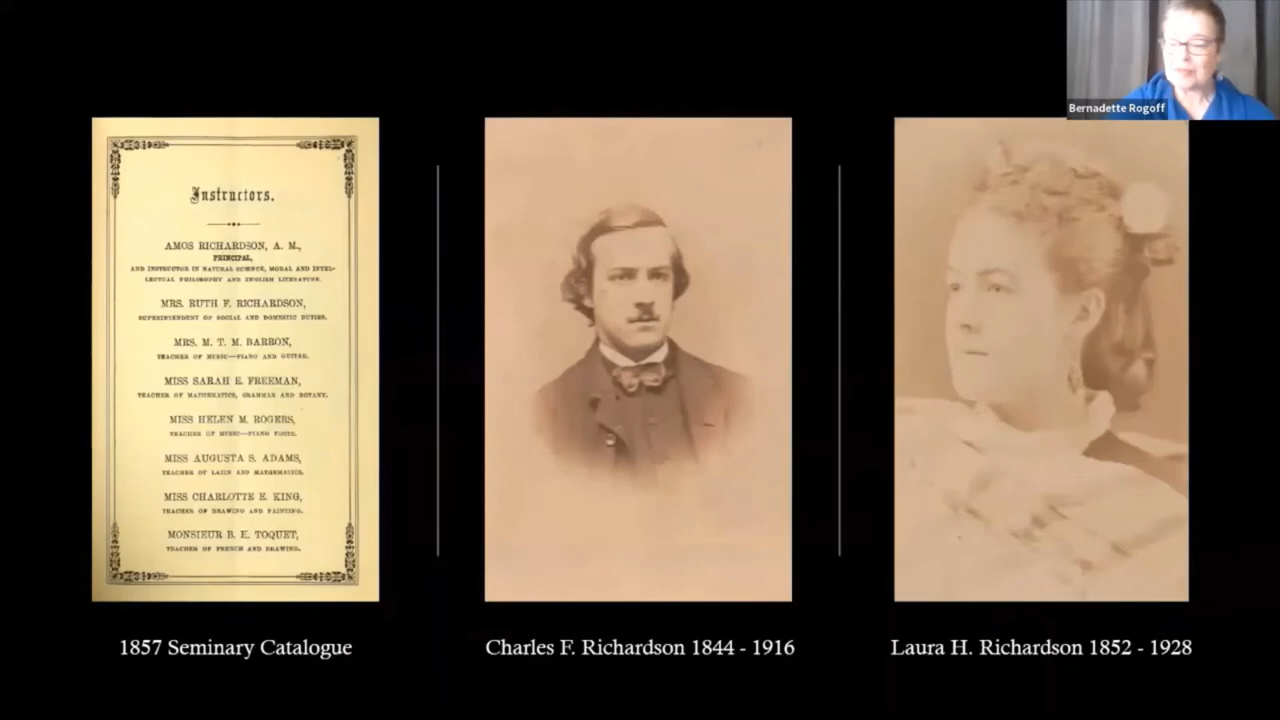 Bernadette Rogoff
Instructors.
AMOS RICHARDSON, A. M.,
PRINCIPAL,
AND INSTRUCTOR IN NATURAL SCIENCE, MORAL AND INTEL-
LECTUAL PHILOSOPHY AND ENGLISH LITERATURE.
MRS. RUTH F. RICHARDSON,
SUPERINTENDENT OF SOCIAL AND DOMESTIC DUTIES.
MRS. M. T. M. BARRON,
TEACHER OF MUSIC—PIANO AND GUITAR.
MISS SARAH E. FREEMAN,
TEACHER OF MATHEMATICS, GRAMMAR AND BOTANY.
MISS HELEN M. ROGERS,
TEACHER OF MUSIC—PIANO FORTE.
MISS AUGUSTA S. ADAMS,
TEACHER OF LATIN AND MATHEMATICS.
MISS CHARLOTTE E. KING,
TEACHER OF DRAWING AND PAINTING.
MONSIEUR B. E. TOQUET,
TEACHER OF FRENCH AND DRAWING.
1857 Seminary Catalogue
Charles F. Richardson 1844 - 1916
Laura H. Richardson 1852 - 1928